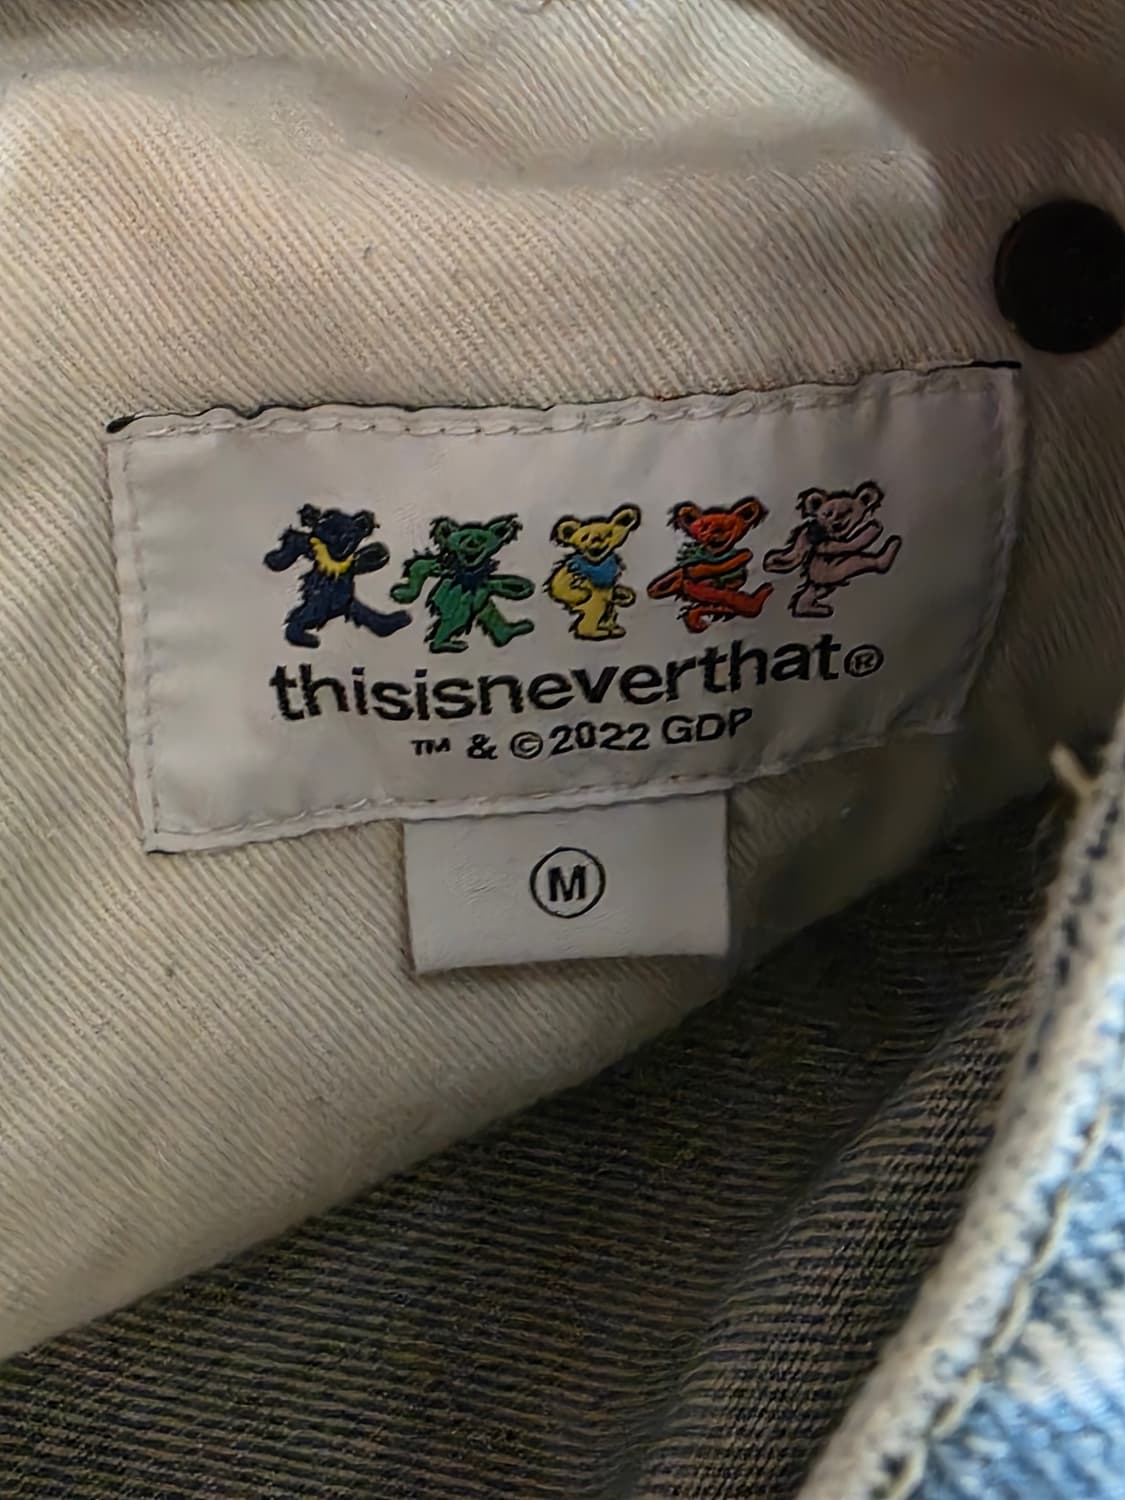 thisisneverthat®
™ & ©2022 GDP
M